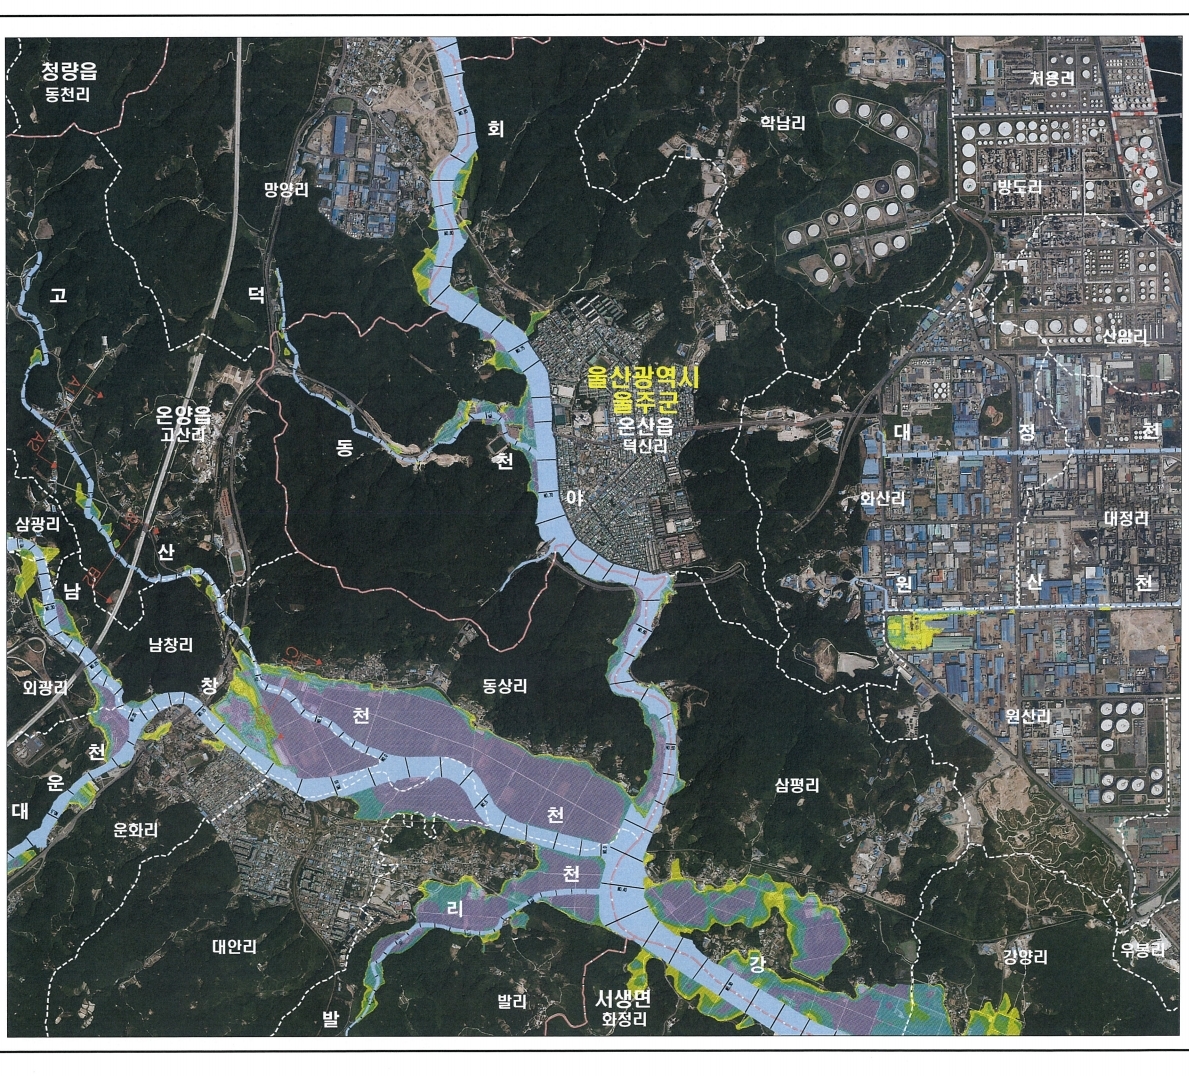 청량읍
동천리
처용리
회
학남리
망양리
방도리
고
덕
산암리
울산광역시
울주군
온산읍
덕신리
온양읍
고산리
동
천
대
정
천
야
화산리
대정리
삼광리
산
남
원
산
천
남창리
외광리
창
동상리
천
원산리
천
운
대
삼평리
천
운화리
천
리
대안리
강
강양리
우봉리
발리
서생면
화정리
발